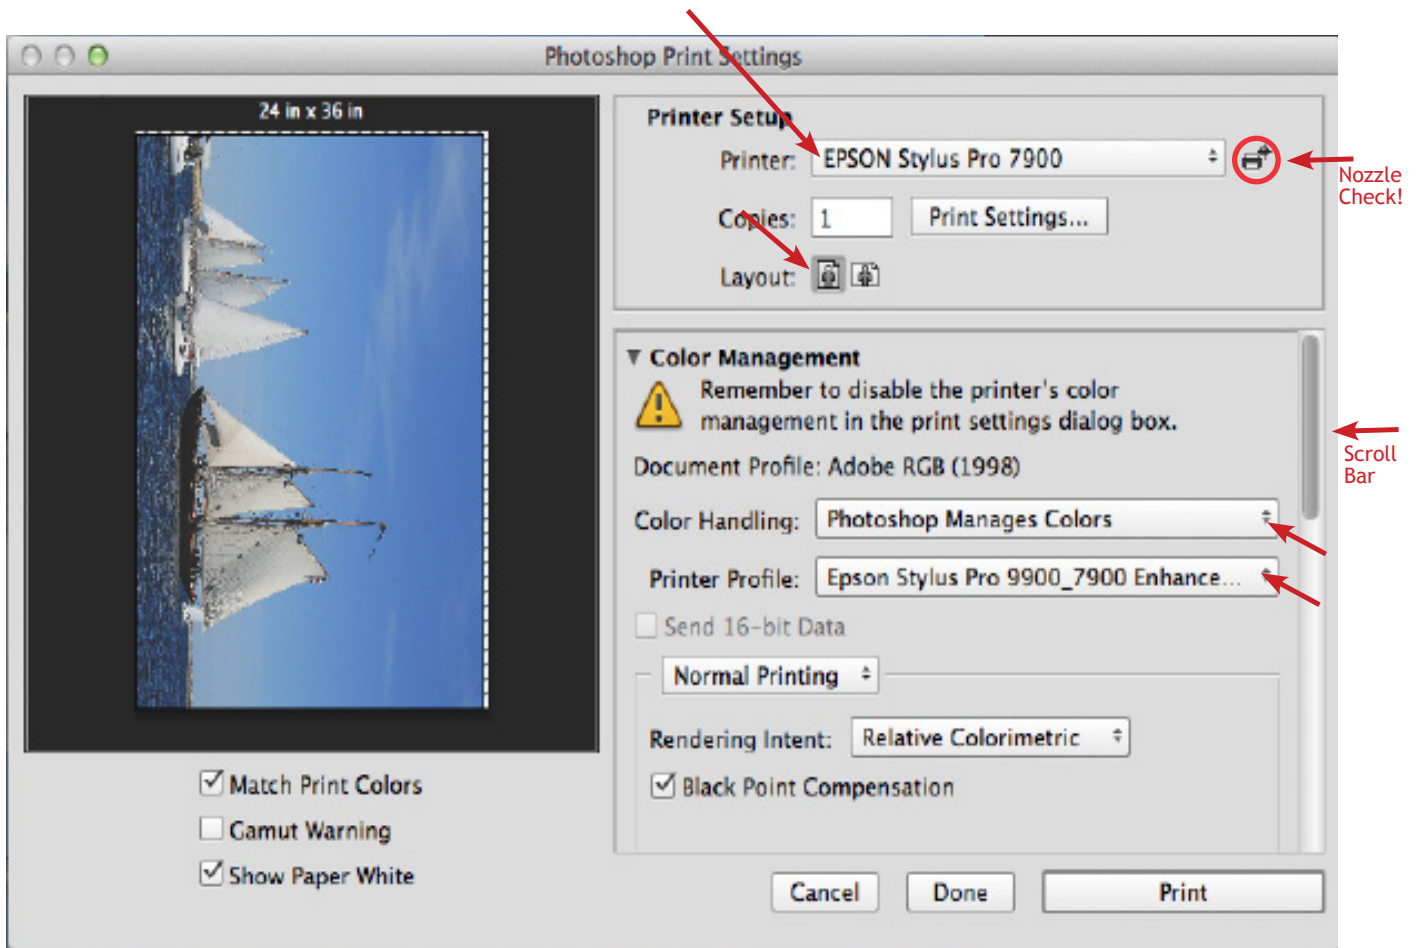 Photoshop Print Settings
24 in x 36 in
Printer Setup
Printer: EPSON Stylus Pro 7900
Nozzle
Check!
Copies: 1 Print Settings...
Layout:
Color Management
Remember to disable the printer's color
management in the print settings dialog box.
Scroll
Bar
Document Profile: Adobe RGB (1998)
Color Handling: Photoshop Manages Colors
Printer Profile: Epson Stylus Pro 9900_7900 Enhance...
Send 16-bit Data
Normal Printing
Rendering Intent: Relative Colorimetric
Black Point Compensation
Match Print Colors
Gamut Warning
Show Paper White
Cancel Done Print